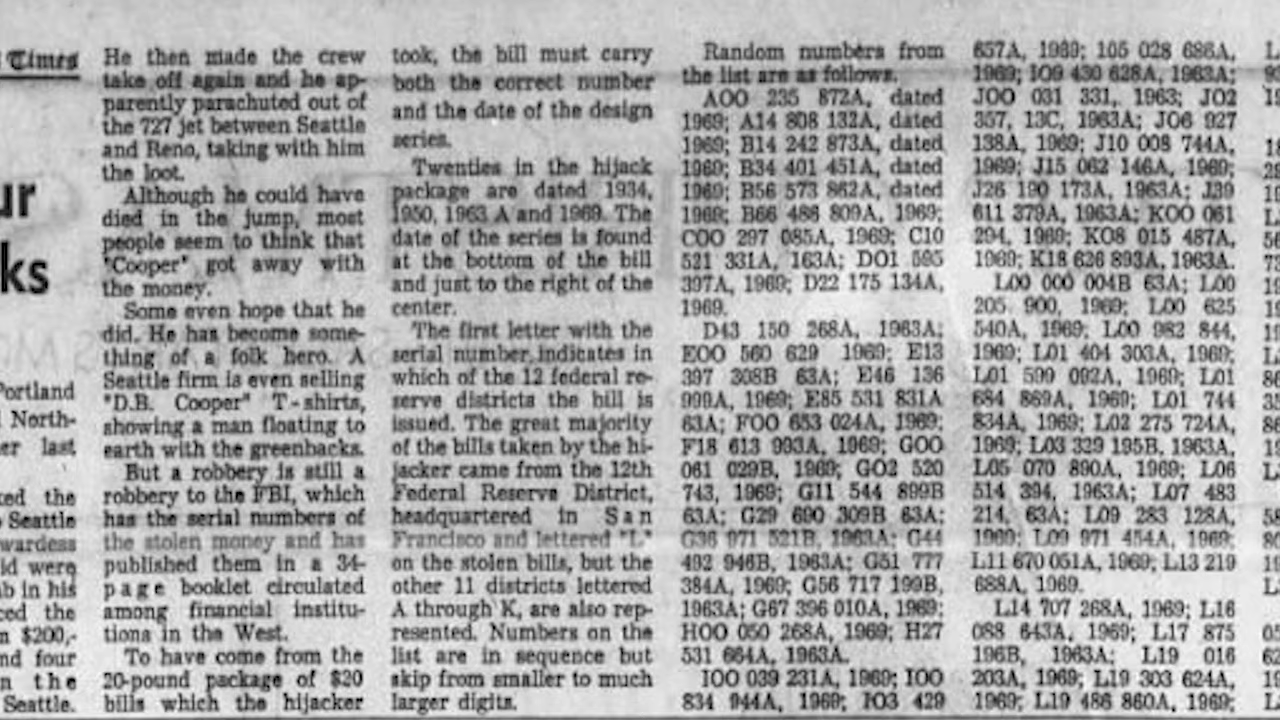 Times
ur
ks
Portland
North-
er last
ed the
Seattle
wardess
id were
b in his
ced the
n $200,-
nd four
n the
Seattle.
He then made the crew
take off again and he ap-
parently parachuted out of
the 727 jet between Seattle
and Reno, taking with him
the loot.
Although he could have
died in the jump, most
people seem to think that
"Cooper" got away with
the money.
Some even hope that he
did. He has become some-
thing of a folk hero. A
Seattle firm is even selling
"D.B. Cooper" T-shirts,
showing a man floating to
earth with the greenbacks.
But a robbery is still a
robbery to the FBI, which
has the serial numbers of
the stolen money and has
published them in a 34-
page booklet circulated
among financial institu-
tions in the West.
To have come from the
20-pound package of $20
bills which the hijacker
took, the bill must carry
both the correct number
and the date of the design
series.
Twenties in the hijack
package are dated 1934,
1950, 1963 A and 1969. The
date of the series is found
at the bottom of the bill
and just to the right of the
center.
The first letter with the
serial number indicates in
which of the 12 federal re-
serve districts the bill is
issued. The great majority
of the bills taken by the hi-
jacker came from the 12th
Federal Reserve District,
headquartered in San
Francisco and lettered "L"
on the stolen bills, but the
other 11 districts lettered
A through K, are also rep-
resented. Numbers on the
list are in sequence but
skip from smaller to much
larger digits.
Random numbers from
the list are as follows.
AOO 235 872A, dated
1969; A14 808 132A, dated
1969; B14 242 873A, dated
1969; B34 401 451A, dated
1969; B56 573 862A, dated
1969; B66 486 809A, 1969;
COO 297 085A, 1969; C10
521 331A, 163A; DO1 595
397A, 1969; D22 175 134A,
1969.
D43 150 268A, 1963A;
EOO 560 629 1969; E13
397 308B 63A; E46 136
999A, 1969; E85 531 831A
63A; FOO 653 024A, 1969;
F18 613 993A, 1969; GOO
061 029B, 1969; GO2 520
743, 1969; G11 544 899B
63A; G29 690 309B 63A;
G36 971 521B, 1963A; G44
492 946B, 1963A; G51 777
384A, 1969; G56 717 199B,
1963A; G67 396 010A, 1969;
HOO 050 268A, 1969; H27
531 664A, 1963A.
IOO 039 231A, 1969; IOO
834 944A, 1969; IO3 429
657A, 1969; 105 028 686A,
1969; IO9 430 628A, 1963A;
JOO 031 331, 1963; JO2
357, 13C, 1963A; JO6 927
138A, 1969; J10 008 744A,
1969; J15 062 146A, 1969;
J26 190 173A, 1963A; J39
611 379A, 1963A; KOO 061
294, 1969; KO8 015 487A,
1969; K18 626 893A, 1963A.
L00 000 004B 63A; L00
205 900, 1969; L00 625
540A, 1969; L00 982 844,
1969; L01 404 303A, 1969;
L01 599 092A, 1969; L01
684 869A, 1969; L01 744
834A, 1969; L02 275 724A,
1969; L03 329 195B, 1963A,
L05 070 890A, 1969; L06
514 394, 1963A; L07 483
214, 63A; L09 283 128A,
1969; L09 971 454A, 1969;
L11 670 051A, 1969; L13 219
688A, 1969.
L14 707 268A, 1969; L16
088 643A, 1969; L17 875
196B, 1963A; L19 016
203A, 1969; L19 303 624A,
1969; L19 486 860A, 1969;